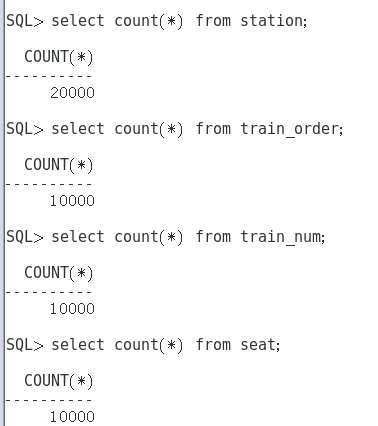 SQL> select count(*) from station;
COUNT(*)
----------
20000
SQL> select count(*) from train_order;
COUNT(*)
----------
10000
SQL> select count(*) from train_num;
COUNT(*)
----------
10000
SQL> select count(*) from seat;
COUNT(*)
----------
10000